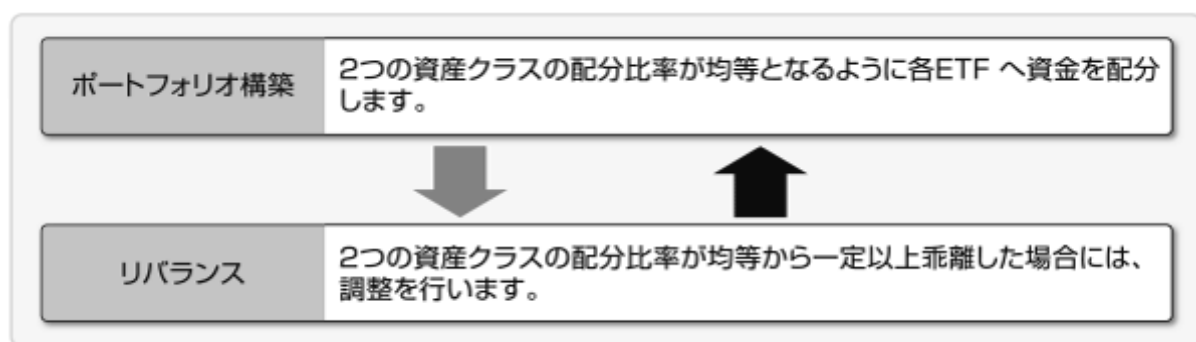 ポートフォリオ構築
2つの資産クラスの配分比率が均等となるように各ETF へ資金を配分
します。
リバランス
2つの資産クラスの配分比率が均等から一定以上乖離した場合には、
調整を行います。